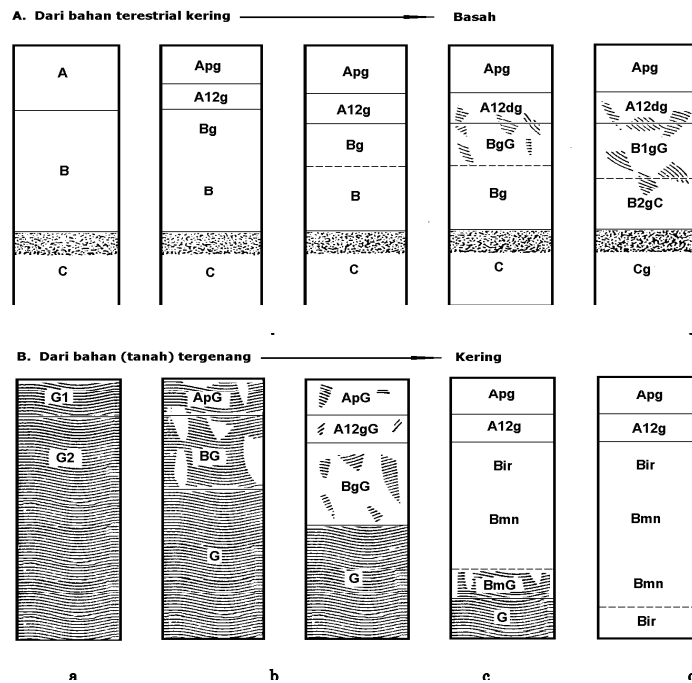 A. Dari bahan terestrial kering Basah
A Apg Apg Apg Apg
A12g A12g A12dg A12dg
Bg Bg BgG B1gG
B B B Bg B2gC
C C C C Cg
B. Dari bahan (tanah) tergenang Kering
G1 ApG ApG Apg Apg
G2 BG A12gG A12g A12g
BgG Bir Bir
G G Bmn Bmn
BmG Bmn
G Bir
a b c